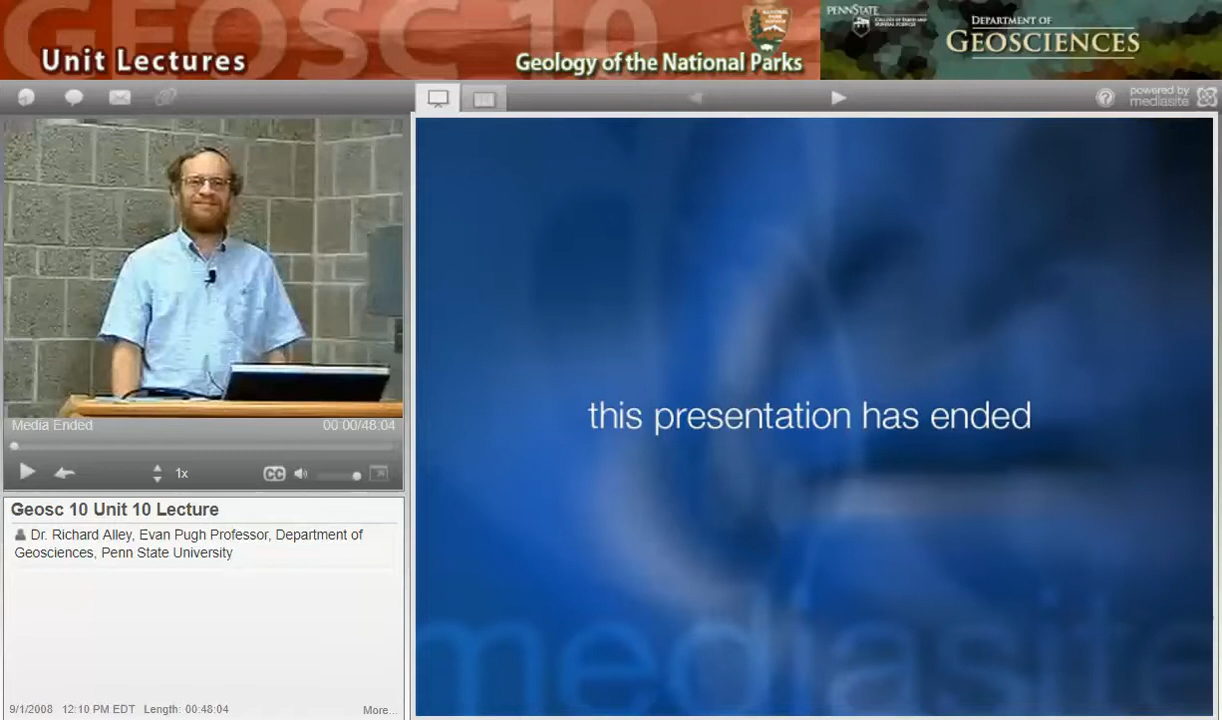 GEOSC 10
Unit Lectures
Geology of the National Parks
NATIONAL
PARK
SERVICE
PENNSTATE
DEPARTMENT OF
GEOSCIENCES
powered by
mediasite
this presentation has ended
mediasite
Media Ended 00:00/48:04
1x
CC
Geosc 10 Unit 10 Lecture
Dr. Richard Alley, Evan Pugh Professor, Department of
Geosciences, Penn State University
9/1/2008 12:10 PM EDT Length: 00:48:04 More...